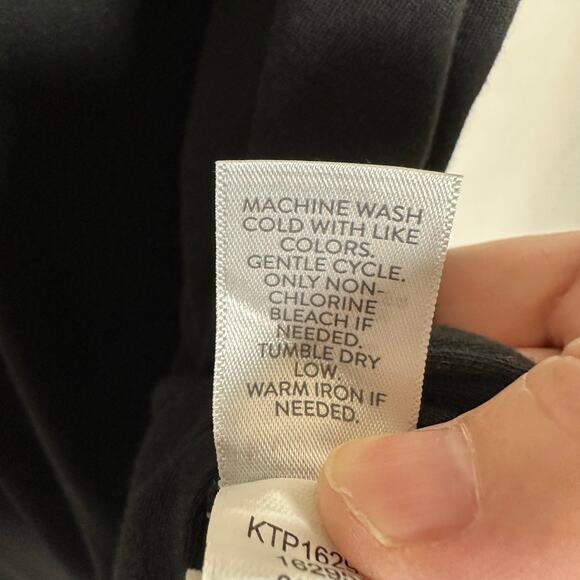 MACHINE WASH
COLD WITH LIKE
COLORS.
GENTLE CYCLE.
ONLY NON-
CHLORINE
BLEACH IF
NEEDED.
TUMBLE DRY
LOW.
WARM IRON IF
NEEDED.